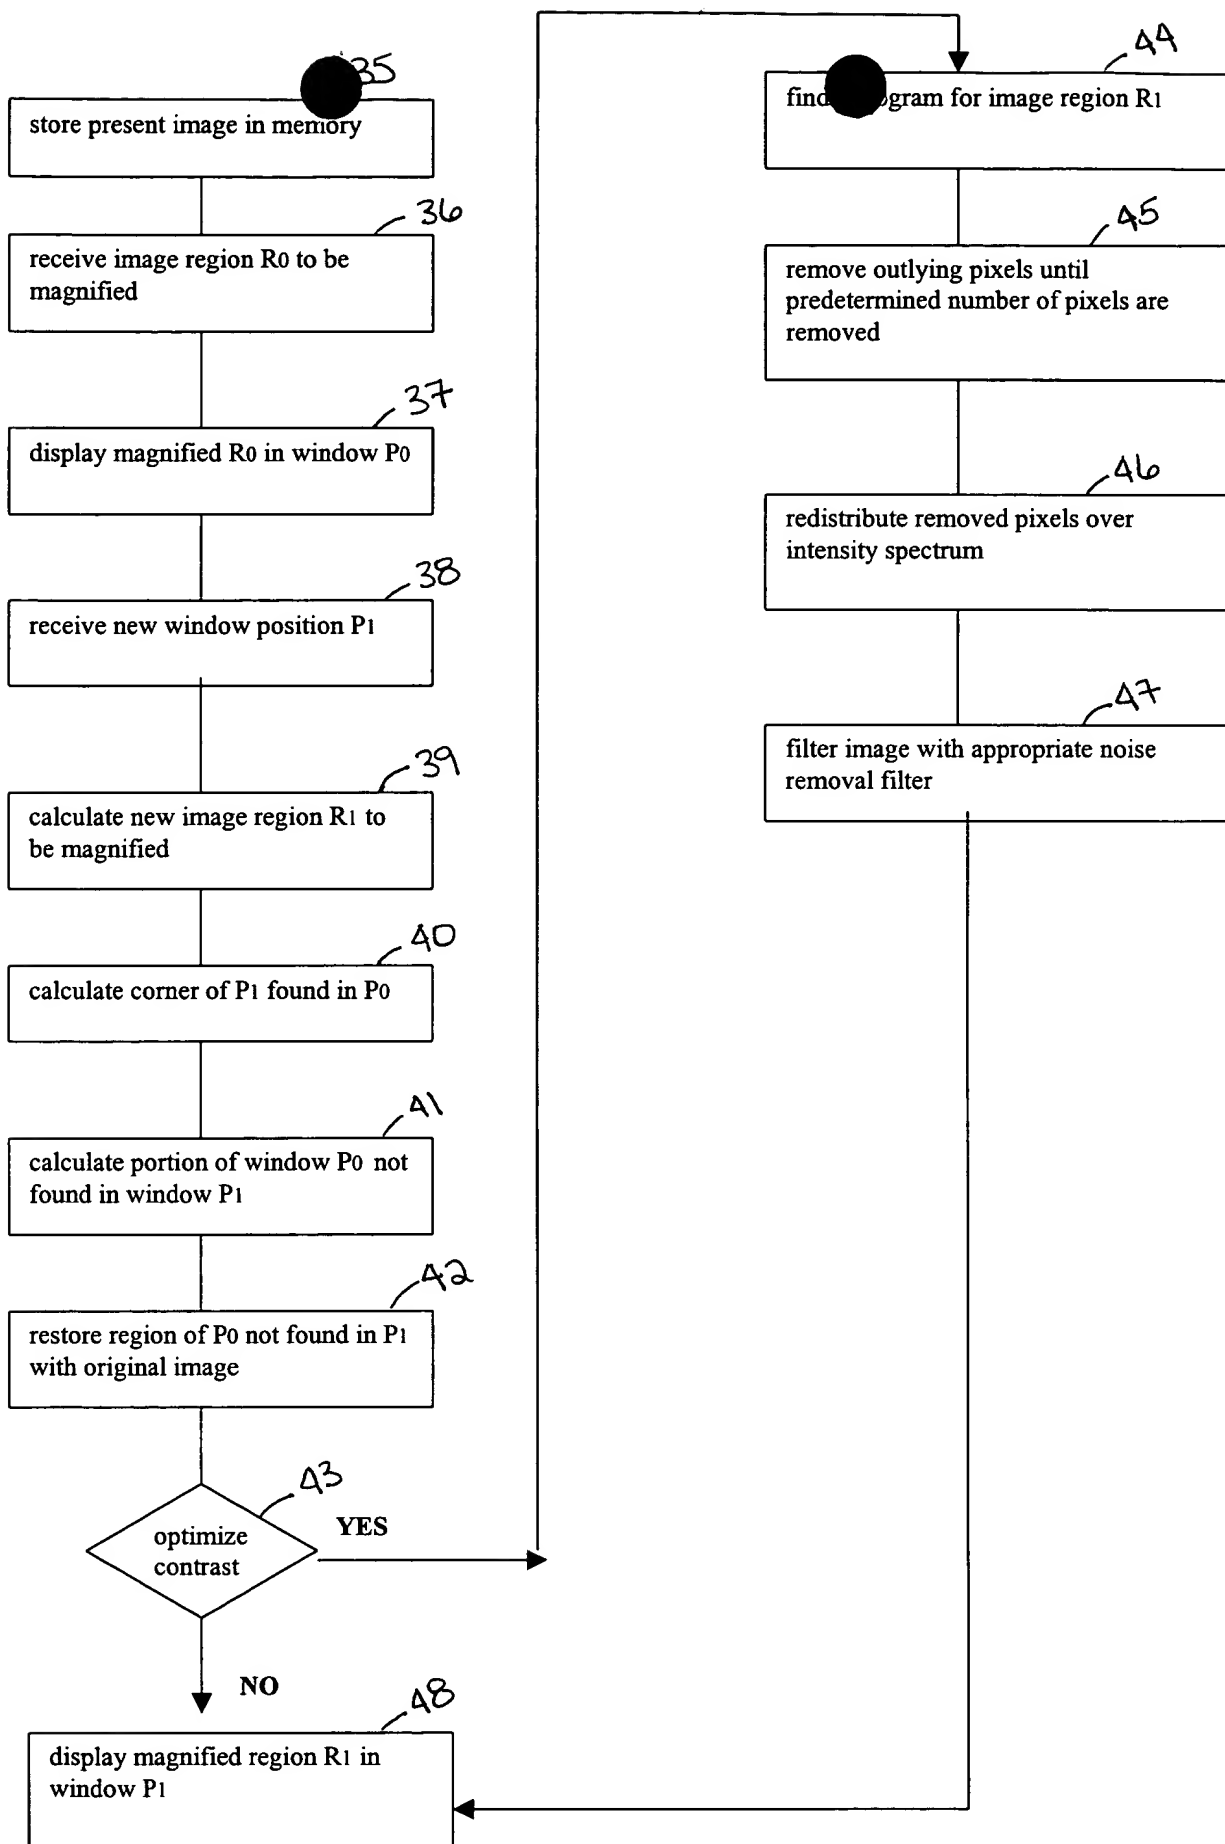 35
store present image in memory
36
receive image region R0 to be
magnified
37
display magnified R0 in window P0
38
receive new window position P1
39
calculate new image region R1 to
be magnified
40
calculate corner of P1 found in P0
41
calculate portion of window P0 not
found in window P1
42
restore region of P0 not found in P1
with original image
43
optimize
contrast
YES
NO
48
display magnified region R1 in
window P1
44
find for image region R1
45
remove outlying pixels until
predetermined number of pixels are
removed
46
redistribute removed pixels over
intensity spectrum
47
filter image with appropriate noise
removal filter